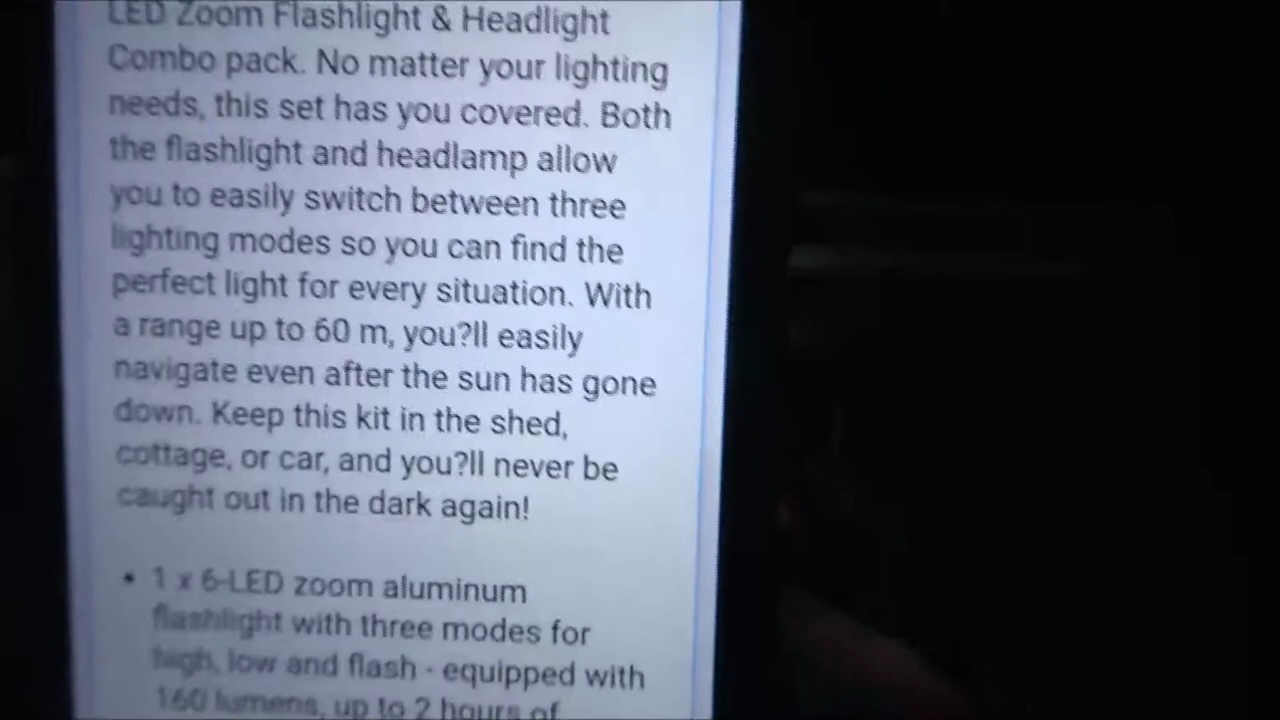 LED Zoom Flashlight & Headlight
Combo pack. No matter your lighting
needs, this set has you covered. Both
the flashlight and headlamp allow
you to easily switch between three
lighting modes so you can find the
perfect light for every situation. With
a range up to 60 m, you?ll easily
navigate even after the sun has gone
down. Keep this kit in the shed,
cottage, or car, and you?ll never be
caught out in the dark again!
• 1 x 6-LED zoom aluminum
flashlight with three modes for
high, low and flash - equipped with
160 lumens, up to 2 hours of